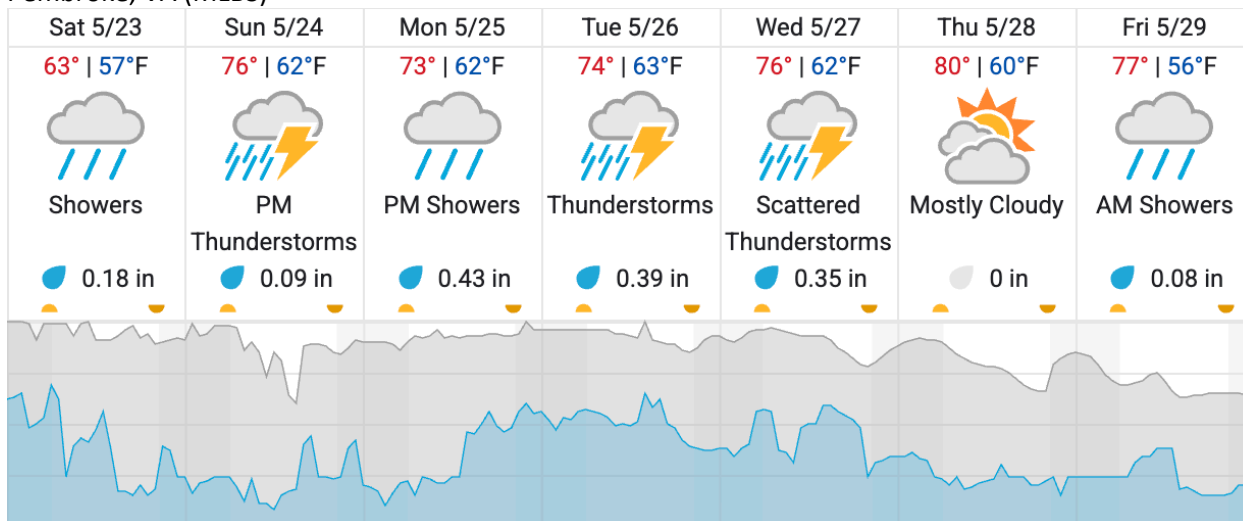 Sat 5/23 Sun 5/24 Mon 5/25 Tue 5/26 Wed 5/27 Thu 5/28 Fri 5/29
63° | 57°F 76° | 62°F 73° | 62°F 74° | 63°F 76° | 62°F 80° | 60°F 77° | 56°F
Showers PM PM Showers Thunderstorms Scattered Mostly Cloudy AM Showers
Thunderstorms Thunderstorms
0.18 in 0.09 in 0.43 in 0.39 in 0.35 in 0 in 0.08 in